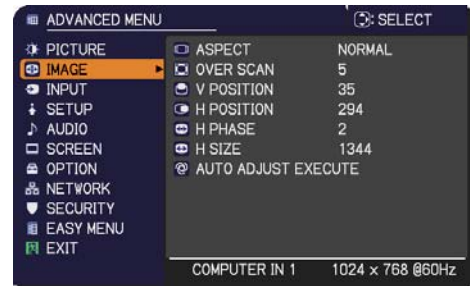 ADVANCED MENU : SELECT
PICTURE ASPECT NORMAL
IMAGE OVER SCAN 5
INPUT V POSITION 35
SETUP H POSITION 294
AUDIO H PHASE 2
SCREEN H SIZE 1344
OPTION AUTO ADJUST EXECUTE
NETWORK
SECURITY
EASY MENU
EXIT
COMPUTER IN 1 1024 x 768 @60Hz